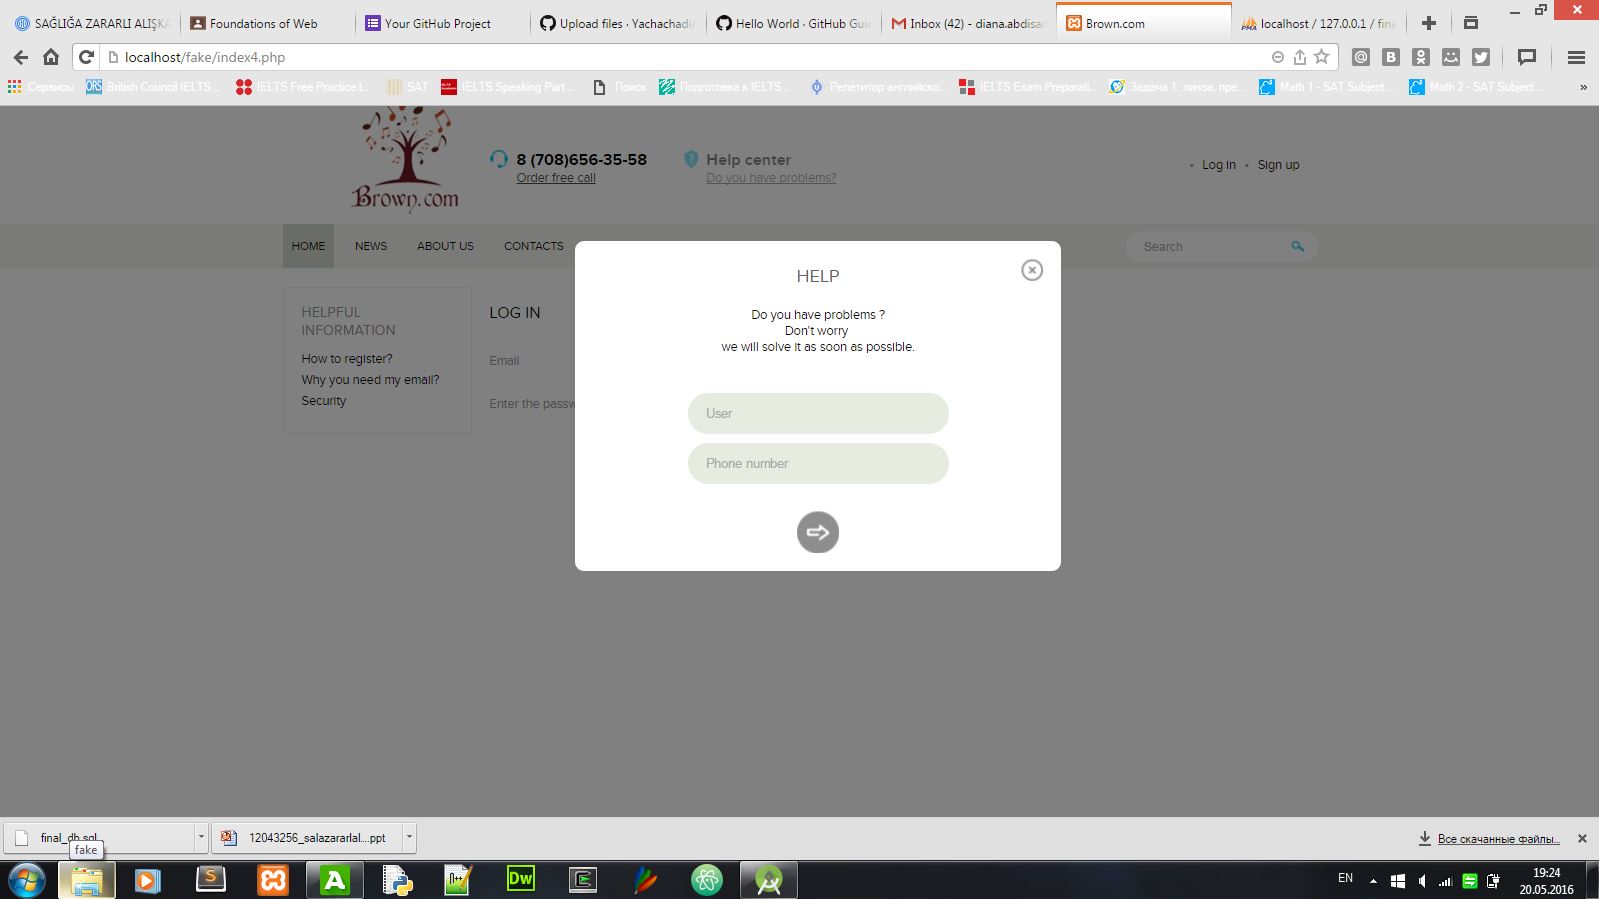 SAĞLIĞA ZARARLI ALIŞKA
Foundations of Web
Your GitHub Project
Upload files · Yachachadi/
Hello World · GitHub Guid
Inbox (42) - diana.abdisad
Brown.com
localhost / 127.0.0.1 / fina
localhost/fake/index4.php
Сервисы
British Council IELTS ...
IELTS Free Practice t...
SAT
IELTS Speaking Part ...
Поиск
Подготовка к IELTS ...
Репетитор английско...
IELTS Exam Preparati...
Задача 1: линза, пре...
Math 1 - SAT Subject ...
Math 2 - SAT Subject ...
»
Brown.com
8 (708)656-35-58
Order free call
Help center
Do you have problems?
• Log in • Sign up
HOME
NEWS
ABOUT US
CONTACTS
Search
HELPFUL
INFORMATION
How to register?
Why you need my email?
Security
LOG IN
Email
Enter the passw
HELP
Do you have problems ?
Don't worry
we will solve it as soon as possible.
User
Phone number
final_db.sql
12043256_salazararlal....ppt
Все скачанные файлы...
fake
EN
19:24
20.05.2016